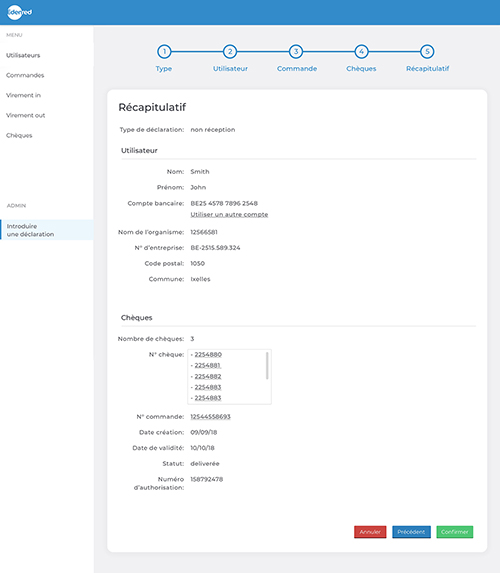 Edenred
MENU
Utilisateurs
Commandes
Virement in
Virement out
Chèques
ADMIN
Introduire
une déclaration
1
2
3
4
5
Type
Utilisateur
Commande
Chèques
Récapitulatif
Récapitulatif
Type de déclaration: non réception
Utilisateur
Nom: Smith
Prénom: John
Compte bancaire: BE25 4578 7896 2548
Utiliser un autre compte
Nom de l'organisme: 12566581
N° d'entreprise: BE-2515.589.324
Code postal: 1050
Commune: Ixelles
Chèques
Nombre de chèques: 3
N° chèque: - 2254880
- 2254881
- 2254882
- 2254883
- 2254883
N° commande: 12544558693
Date création: 09/09/18
Date de validité: 10/10/18
Statut: deliverée
Numéro 158792478
d'authorisation:
Annuler
Précédent
Confirmer